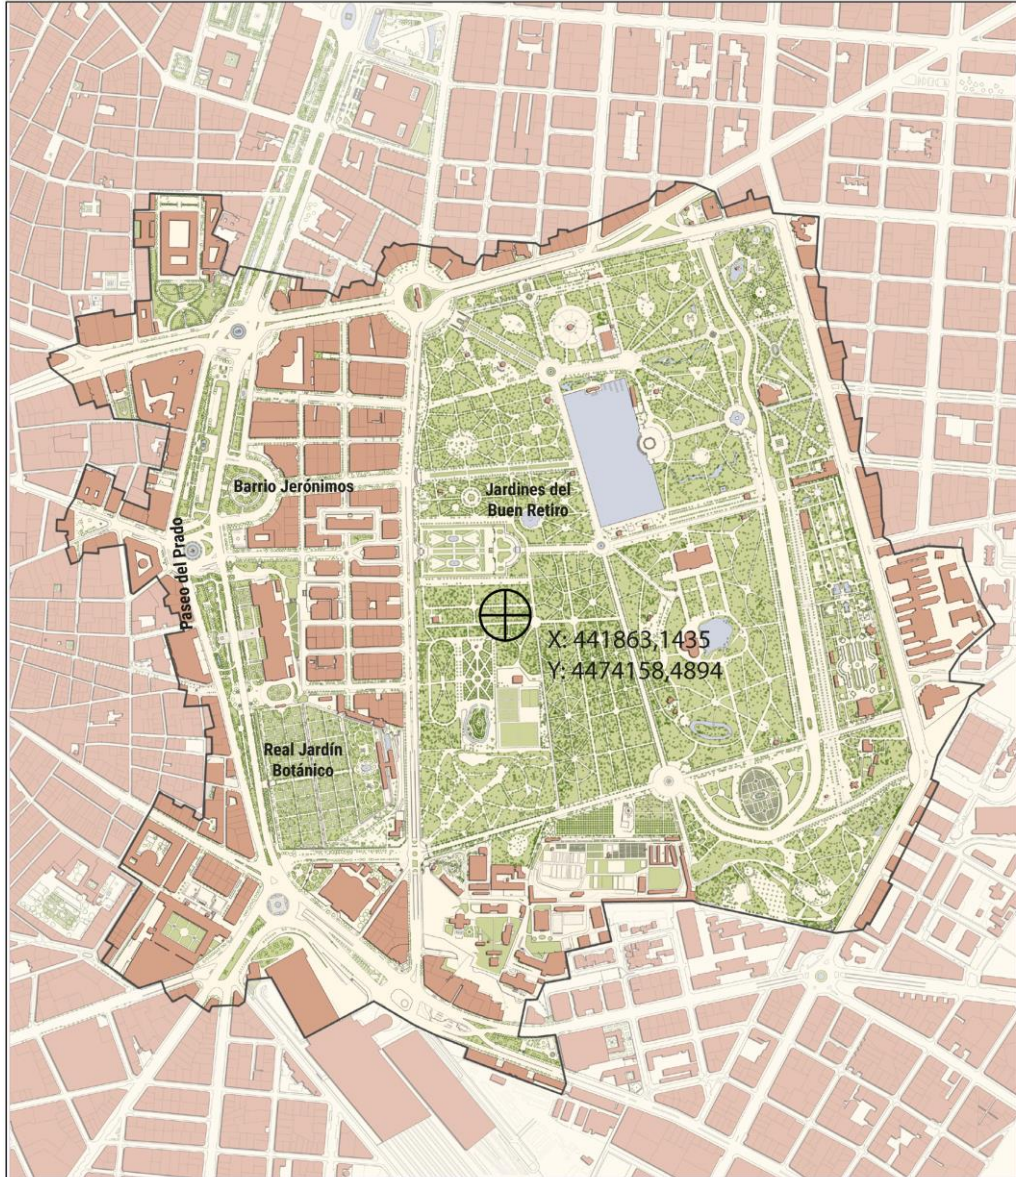 Barrio Jerónimos
Jardines del
Buen Retiro
Paseo del Prado
X: 441863,1435
Y: 4474158,4894
Real Jardín
Botánico